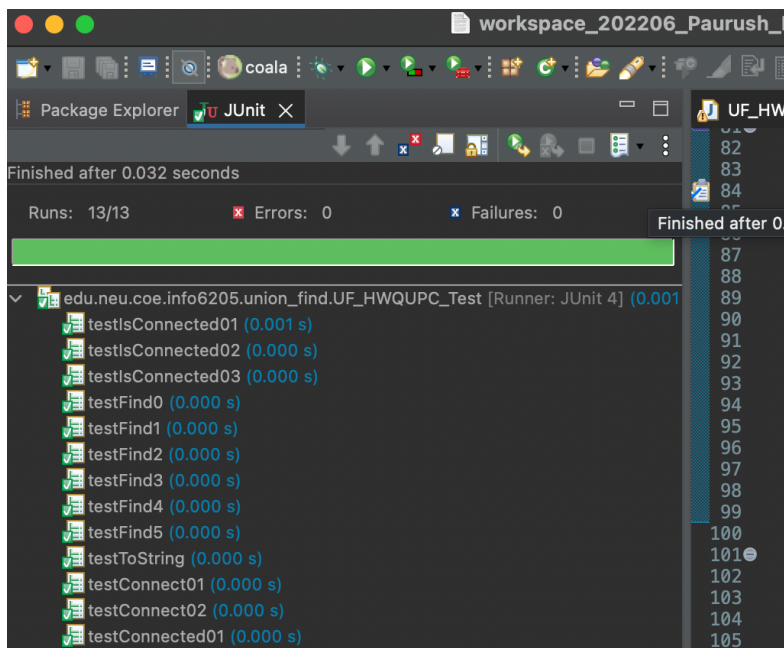 workspace_202206_Paurush_
coala
Package Explorer JUnit UF_HW
Finished after 0.032 seconds
Runs: 13/13 Errors: 0 Failures: 0
Finished after 0.
edu.neu.coe.info6205.union_find.UF_HWQUPC_Test [Runner: JUnit 4] (0.001
testIsConnected01 (0.001 s)
testIsConnected02 (0.000 s)
testIsConnected03 (0.000 s)
testFind0 (0.000 s)
testFind1 (0.000 s)
testFind2 (0.000 s)
testFind3 (0.000 s)
testFind4 (0.000 s)
testFind5 (0.000 s)
testToString (0.000 s)
testConnect01 (0.000 s)
testConnect02 (0.000 s)
testConnected01 (0.000 s)
81
82
83
84
87
88
89
90
91
92
93
94
95
96
97
98
99
100
101
102
103
104
105